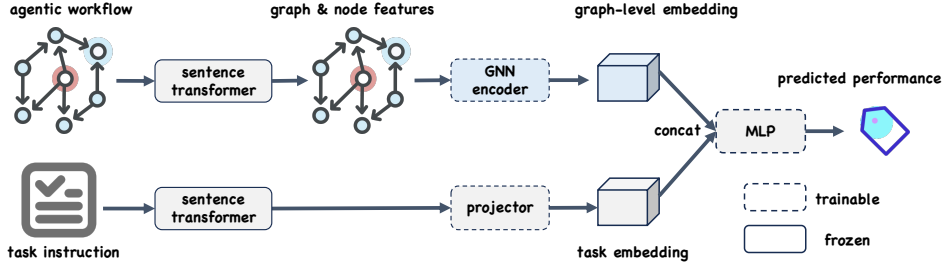 agentic workflow
graph & node features
graph-level embedding
sentence
transformer
GNN
encoder
predicted performance
concat
MLP
sentence
transformer
projector
trainable
task instruction
task embedding
frozen